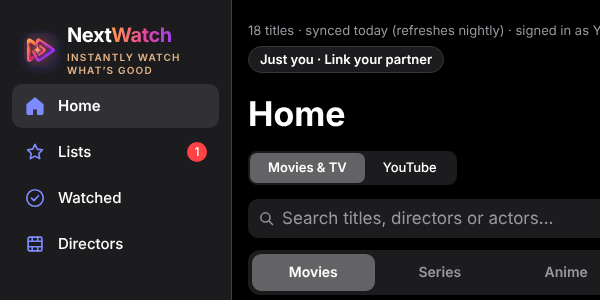 NextWatch
INSTANTLY WATCH
WHAT'S GOOD
Home
Lists
1
Watched
Directors
18 titles · synced today (refreshes nightly) · signed in as Y
Just you · Link your partner
Home
Movies & TV
YouTube
Search titles, directors or actors...
Movies
Series
Anime